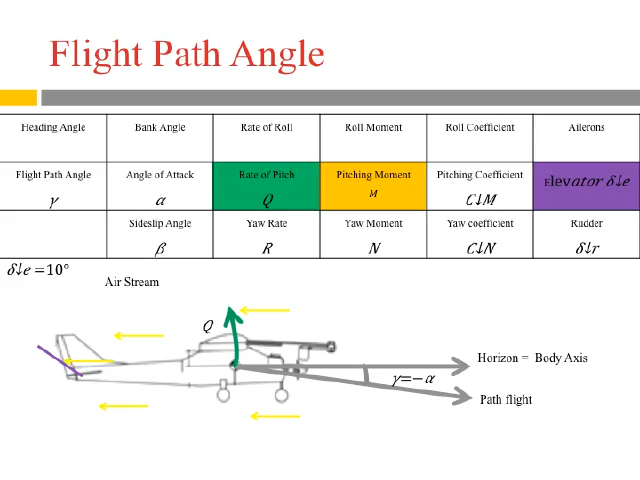 Flight Path Angle
Heading Angle Bank Angle Rate of Roll Roll Moment Roll Coefficient Ailerons
Flight Path Angle Angle of Attack Rate of Pitch Pitching Moment Pitching Coefficient Elevator δ↓e
γ α Q M C↓M
Sideslip Angle Yaw Rate Yaw Moment Yaw coefficient Rudder
β R N C↓N δ↓r
δ↓e =10°
Air Stream
Q
Horizon = Body Axis
γ=−α
Path flight